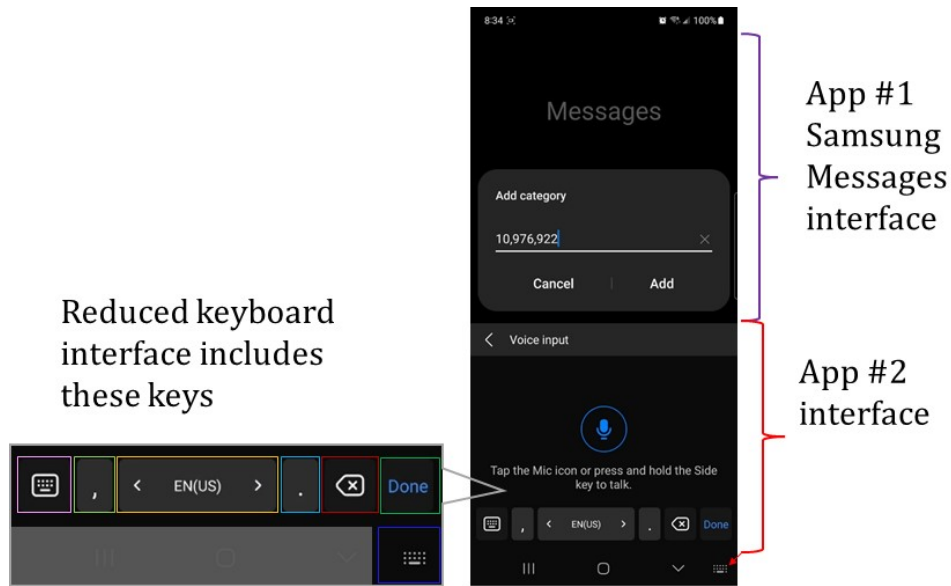 8:34
100%
Messages
Add category
10,976,922
Cancel
Add
Voice input
Tap the Mic icon or press and hold the Side
key to talk.
, < EN(US) > . Done
App #1
Samsung
Messages
interface
App #2
interface
Reduced keyboard
interface includes
these keys
, < EN(US) > . Done